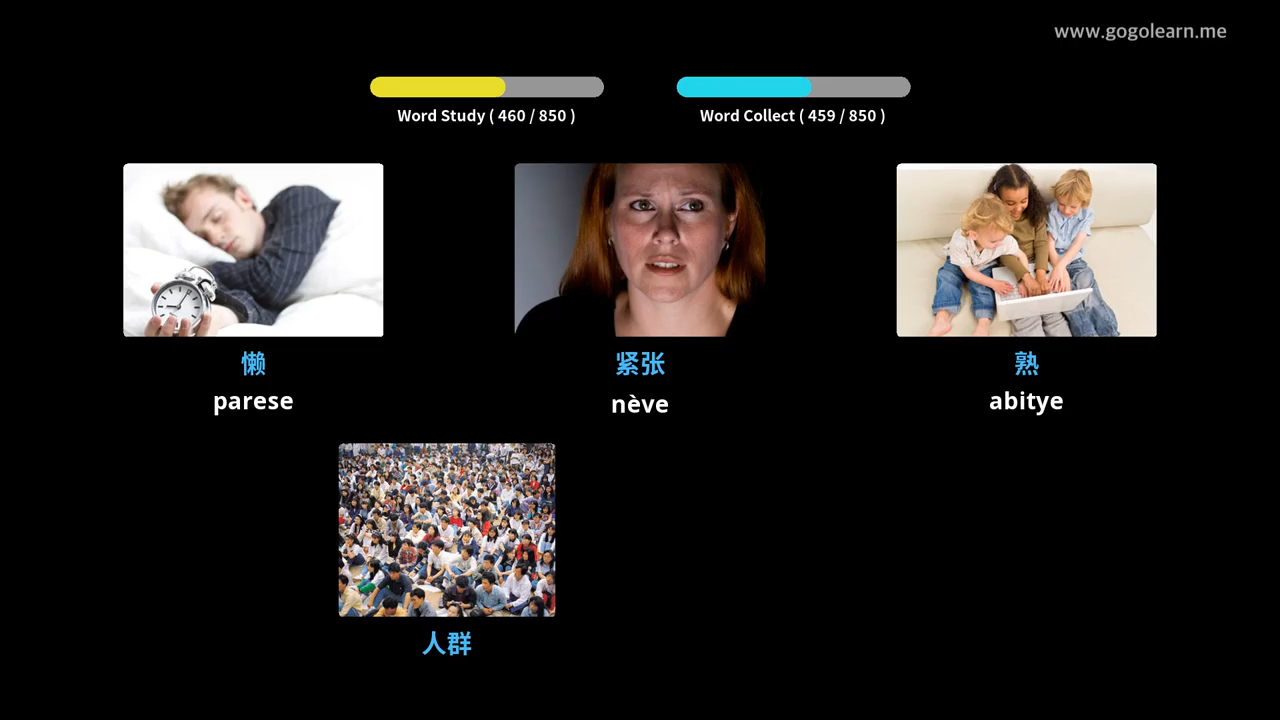 www.gogolearn.me
Word Study ( 460 / 850 )
Word Collect ( 459 / 850 )
懒
紧张
熟
parese
nève
abitye
人群